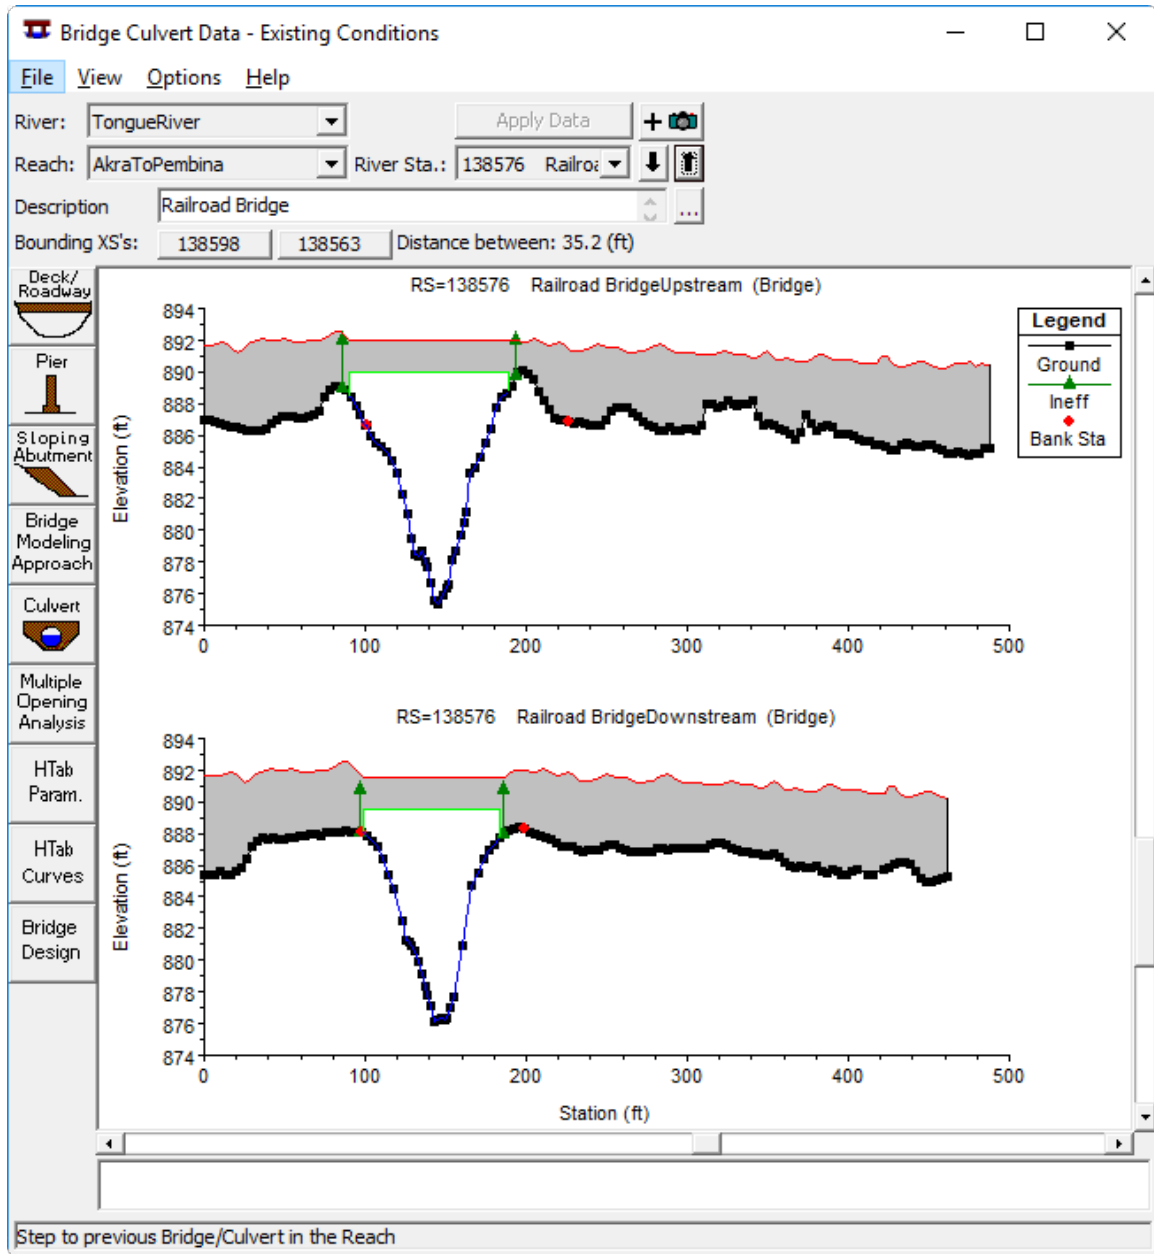 Bridge Culvert Data - Existing Conditions
File View Options Help
River: TongueRiver Apply Data
Reach: AkraToPembina River Sta.: 138576 Railroa
Description Railroad Bridge ...
Bounding XS's: 138598 138563 Distance between: 35.2 (ft)
Deck/
Roadway
Pier
Sloping
Abutment
Bridge
Modeling
Approach
Culvert
Multiple
Opening
Analysis
HTab
Param.
HTab
Curves
Bridge
Design
RS=138576 Railroad BridgeUpstream (Bridge)
894
892
890
888
886
884
882
880
878
876
874
Elevation (ft)
0 100 200 300 400 500
Legend
Ground
Ineff
Bank Sta
RS=138576 Railroad BridgeDownstream (Bridge)
894
892
890
888
886
884
882
880
878
876
874
Elevation (ft)
0 100 200 300 400 500
Station (ft)
Step to previous Bridge/Culvert in the Reach